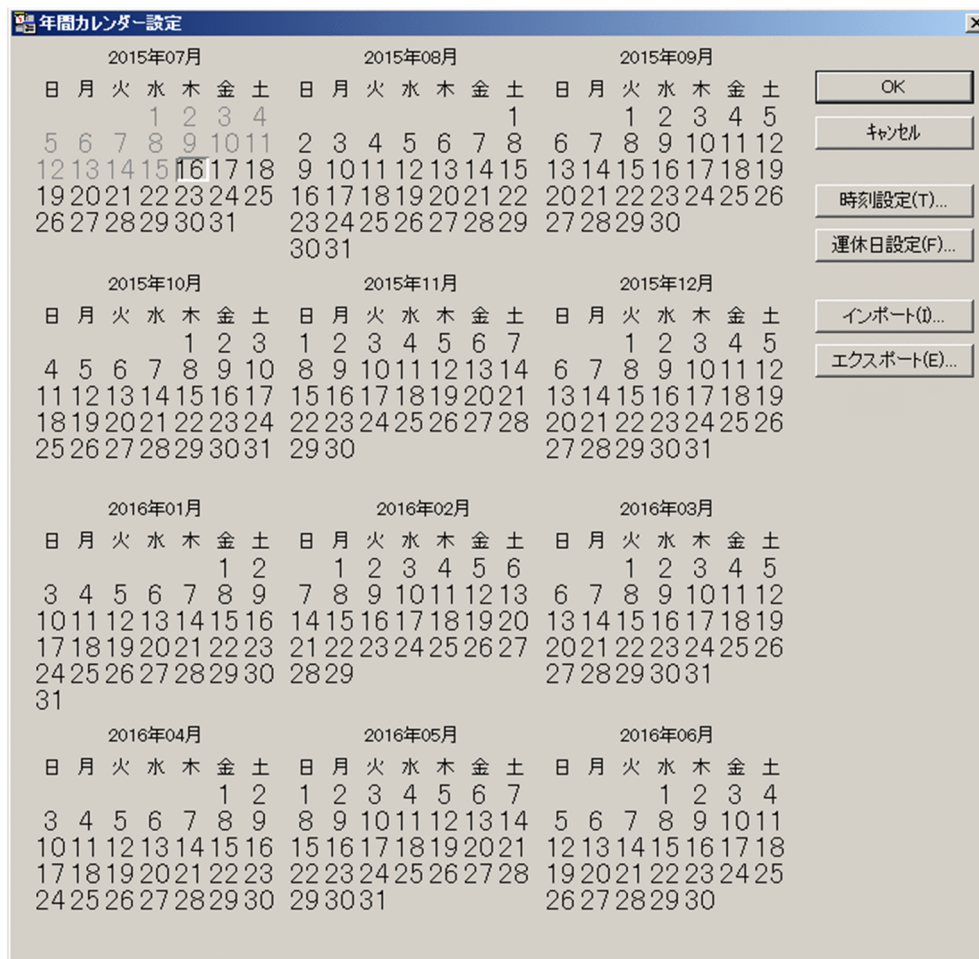 年間カレンダー設定
2015年07月
日 月 火 水 木 金 土
1 2 3 4
5 6 7 8 9 10 11
12 13 14 15 16 17 18
19 20 21 22 23 24 25
26 27 28 29 30 31
2015年08月
日 月 火 水 木 金 土
1
2 3 4 5 6 7 8
9 10 11 12 13 14 15
16 17 18 19 20 21 22
23 24 25 26 27 28 29
30 31
2015年09月
日 月 火 水 木 金 土
1 2 3 4 5
6 7 8 9 10 11 12
13 14 15 16 17 18 19
20 21 22 23 24 25 26
27 28 29 30
2015年10月
日 月 火 水 木 金 土
1 2 3
4 5 6 7 8 9 10
11 12 13 14 15 16 17
18 19 20 21 22 23 24
25 26 27 28 29 30 31
2015年11月
日 月 火 水 木 金 土
1 2 3 4 5 6 7
8 9 10 11 12 13 14
15 16 17 18 19 20 21
22 23 24 25 26 27 28
29 30
2015年12月
日 月 火 水 木 金 土
1 2 3 4 5
6 7 8 9 10 11 12
13 14 15 16 17 18 19
20 21 22 23 24 25 26
27 28 29 30 31
2016年01月
日 月 火 水 木 金 土
1 2
3 4 5 6 7 8 9
10 11 12 13 14 15 16
17 18 19 20 21 22 23
24 25 26 27 28 29 30
31
2016年02月
日 月 火 水 木 金 土
1 2 3 4 5 6
7 8 9 10 11 12 13
14 15 16 17 18 19 20
21 22 23 24 25 26 27
28 29
2016年03月
日 月 火 水 木 金 土
1 2 3 4 5
6 7 8 9 10 11 12
13 14 15 16 17 18 19
20 21 22 23 24 25 26
27 28 29 30 31
2016年04月
日 月 火 水 木 金 土
1 2
3 4 5 6 7 8 9
10 11 12 13 14 15 16
17 18 19 20 21 22 23
24 25 26 27 28 29 30
2016年05月
日 月 火 水 木 金 土
1 2 3 4 5 6 7
8 9 10 11 12 13 14
15 16 17 18 19 20 21
22 23 24 25 26 27 28
29 30 31
2016年06月
日 月 火 水 木 金 土
1 2 3 4
5 6 7 8 9 10 11
12 13 14 15 16 17 18
19 20 21 22 23 24 25
26 27 28 29 30
OK
キャンセル
時刻設定(T)...
運休日設定(F)...
インポート(I)...
エクスポート(E)...